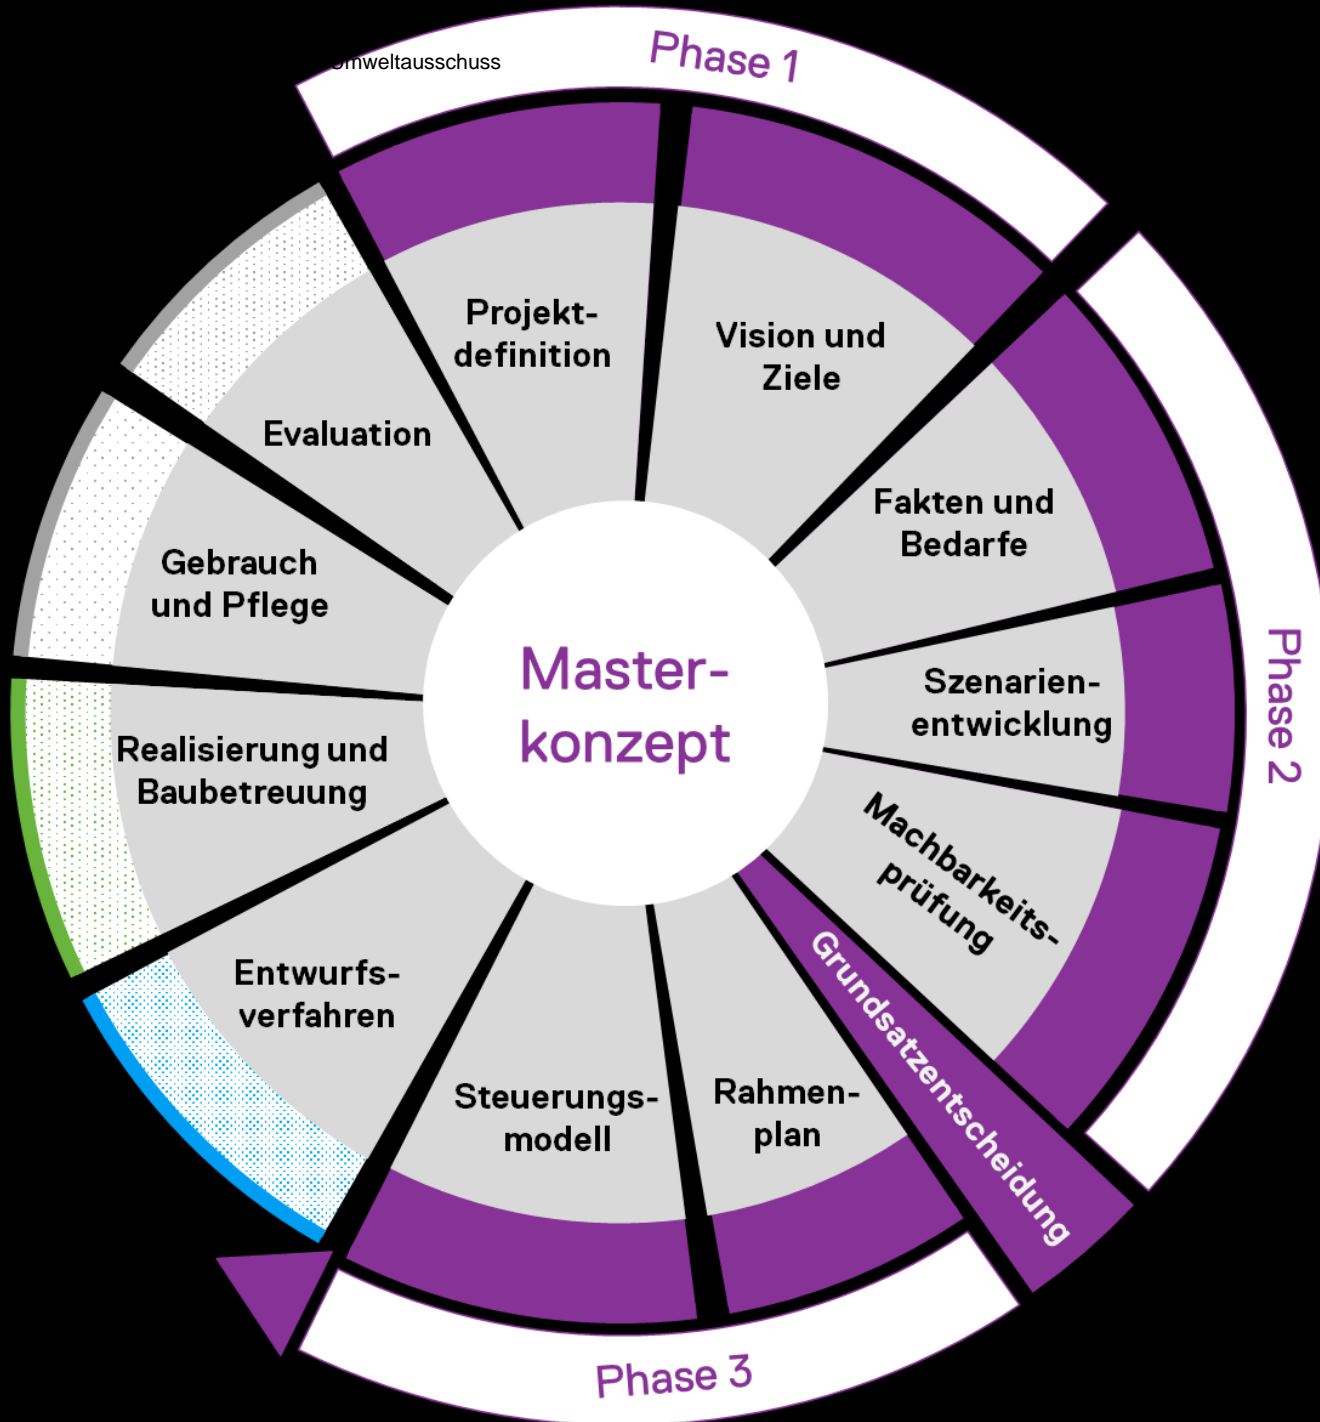 Umweltausschuss
Phase 1
Projekt-
definition
Vision und
Ziele
Fakten und
Bedarfe
Szenarien-
entwicklung
Machbarkeits-
prüfung
Phase 2
Grundsatzentscheidung
Rahmen-
plan
Steuerungs-
modell
Phase 3
Entwurfs-
verfahren
Realisierung und
Baubetreuung
Gebrauch
und Pflege
Evaluation
Master-
konzept